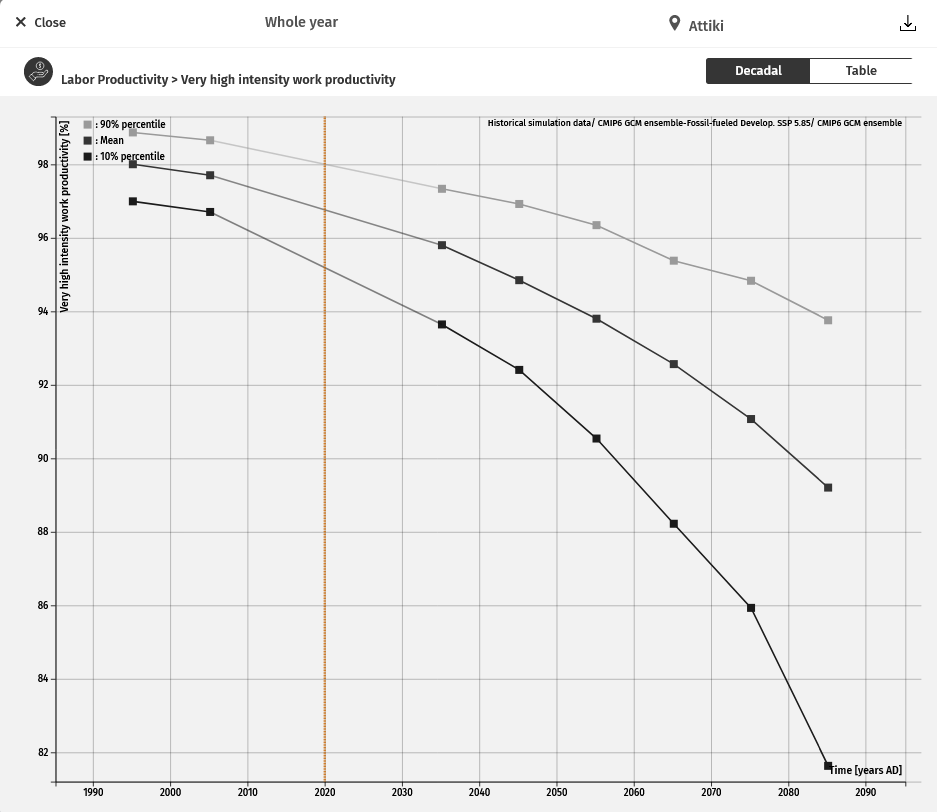 Close
Whole year
Attiki
Labor Productivity > Very high intensity work productivity
Decadal
Table
Very high intensity work productivity [%]
: 90% percentile
: Mean
: 10% percentile
Historical simulation data/ CMIP6 GCM ensemble-Fossil-fueled Develop. SSP 5.85/ CMIP6 GCM ensemble
98
96
94
92
90
88
86
84
82
Time [years AD]
1990 2000 2010 2020 2030 2040 2050 2060 2070 2080 2090